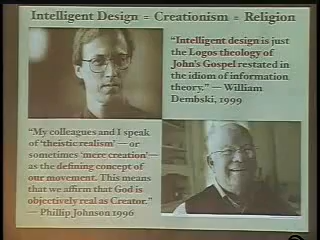 Intelligent Design = Creationism = Religion
"Intelligent design is just
the Logos theology of
John's Gospel restated in
the idiom of information
theory." — William
Dembski, 1999
"My colleagues and I speak
of 'theistic realism' — or
sometimes 'mere creation' —
as the defining concept of
our movement. This means
that we affirm that God is
objectively real as Creator."
— Phillip Johnson 1996